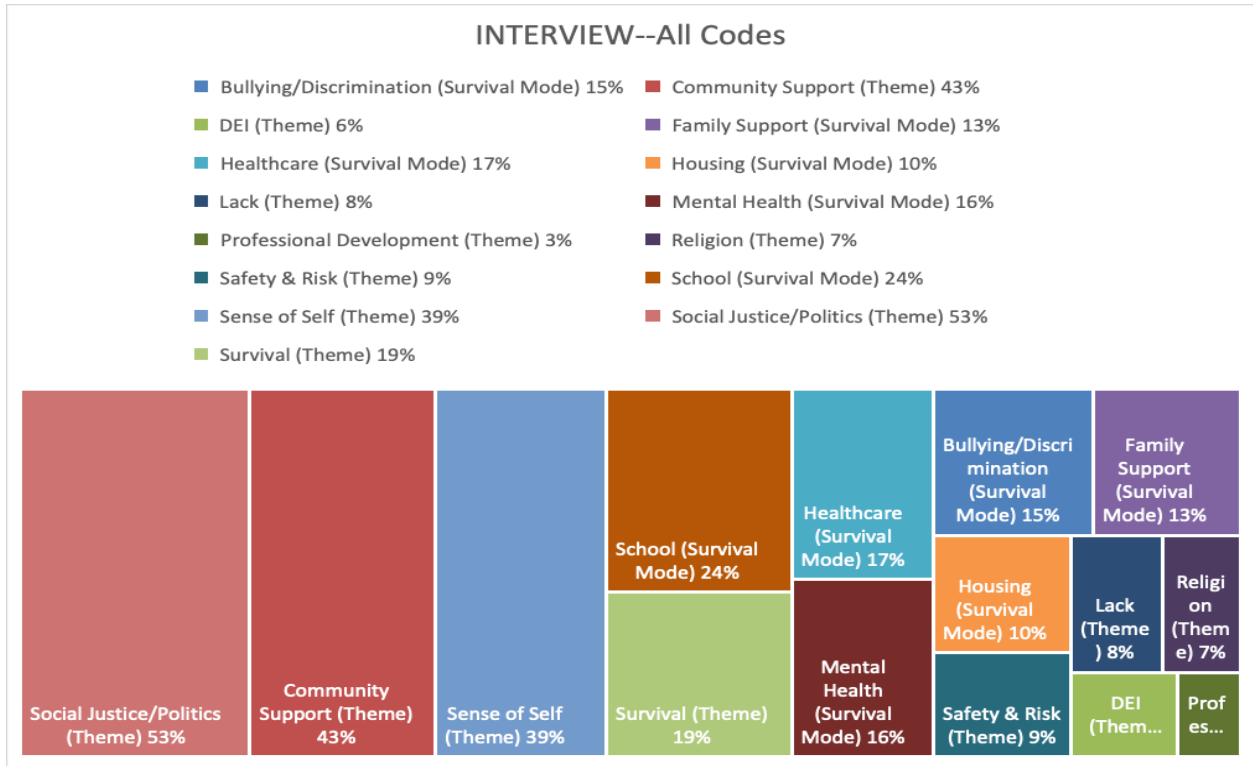 INTERVIEW--All Codes
Bullying/Discrimination (Survival Mode) 15%
Community Support (Theme) 43%
DEI (Theme) 6%
Family Support (Survival Mode) 13%
Healthcare (Survival Mode) 17%
Housing (Survival Mode) 10%
Lack (Theme) 8%
Mental Health (Survival Mode) 16%
Professional Development (Theme) 3%
Religion (Theme) 7%
Safety & Risk (Theme) 9%
School (Survival Mode) 24%
Sense of Self (Theme) 39%
Social Justice/Politics (Theme) 53%
Survival (Theme) 19%
Social Justice/Politics
(Theme) 53%
Community
Support (Theme)
43%
Sense of Self
(Theme) 39%
School (Survival
Mode) 24%
Survival (Theme)
19%
Healthcare
(Survival
Mode) 17%
Mental
Health
(Survival
Mode) 16%
Bullying/Discri
mination
(Survival
Mode) 15%
Family
Support
(Survival
Mode) 13%
Housing
(Survival
Mode) 10%
Safety & Risk
(Theme) 9%
Lack
(Theme
) 8%
Religi
on
(Them
e) 7%
DEI
(Them...
Prof
es...